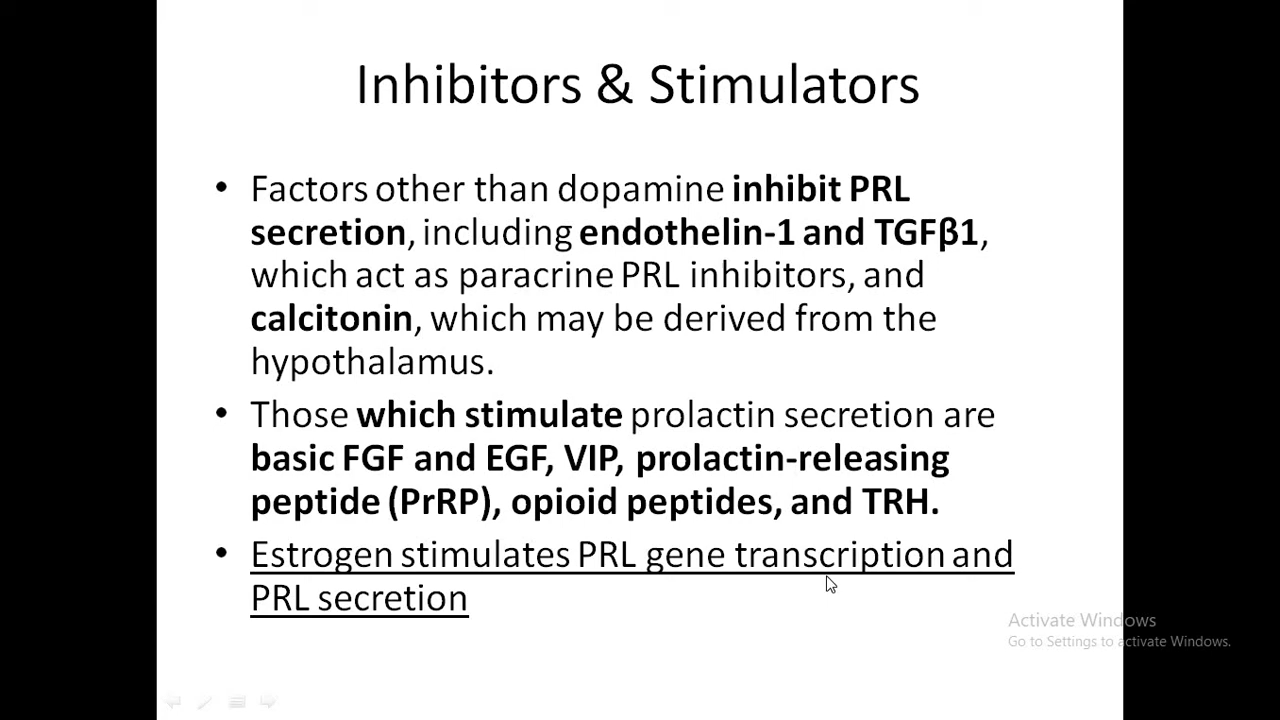 Inhibitors & Stimulators
• Factors other than dopamine inhibit PRL
secretion, including endothelin-1 and TGFβ1,
which act as paracrine PRL inhibitors, and
calcitonin, which may be derived from the
hypothalamus.
• Those which stimulate prolactin secretion are
basic FGF and EGF, VIP, prolactin-releasing
peptide (PrRP), opioid peptides, and TRH.
• Estrogen stimulates PRL gene transcription and
PRL secretion
Activate Windows
Go to Settings to activate Windows.